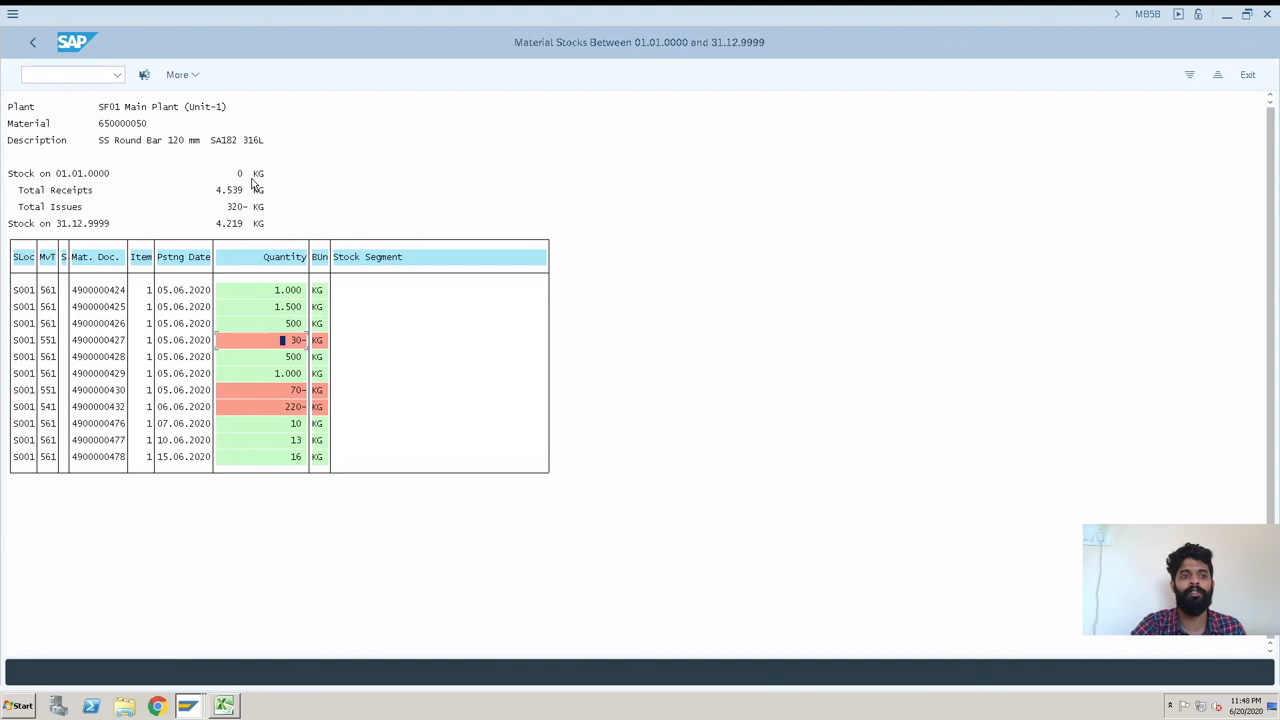 MB5B
SAP
Material Stocks Between 01.01.0000 and 31.12.9999
More
Exit
Plant SF01 Main Plant (Unit-1)
Material 650000050
Description SS Round Bar 120 mm SA182 316L
Stock on 01.01.0000 0 KG
Total Receipts 4.539 KG
Total Issues 320- KG
Stock on 31.12.9999 4.219 KG
SLoc MvT S Mat. Doc. Item Pstng Date Quantity BUn Stock Segment
S001 561 4900000424 1 05.06.2020 1.000 KG
S001 561 4900000425 1 05.06.2020 1.500 KG
S001 561 4900000426 1 05.06.2020 500 KG
S001 551 4900000427 1 05.06.2020 30- KG
S001 561 4900000428 1 05.06.2020 500 KG
S001 561 4900000429 1 05.06.2020 1.000 KG
S001 551 4900000430 1 05.06.2020 70- KG
S001 541 4900000432 1 06.06.2020 220- KG
S001 561 4900000476 1 07.06.2020 10 KG
S001 561 4900000477 1 10.06.2020 13 KG
S001 561 4900000478 1 15.06.2020 16 KG
Start
11:48 PM
6/20/2020